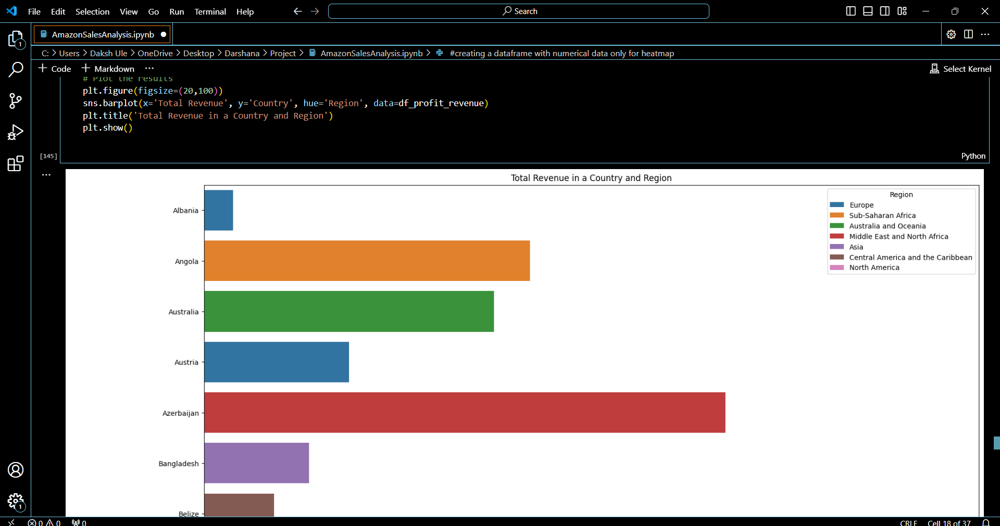 File Edit Selection View Go Run Terminal Help
Search
AmazonSalesAnalysis.ipynb
C: > Users > Daksh Ule > OneDrive > Desktop > Darshana > Project > AmazonSalesAnalysis.ipynb > #creating a dataframe with numerical data only for heatmap
+ Code + Markdown ...
Select Kernel
# Plot the results
plt.figure(figsize=(20,100))
sns.barplot(x='Total Revenue', y='Country', hue='Region', data=df_profit_revenue)
plt.title('Total Revenue in a Country and Region')
plt.show()
[145]
Python
Total Revenue in a Country and Region
Region
Europe
Sub-Saharan Africa
Australia and Oceania
Middle East and North Africa
Asia
Central America and the Caribbean
North America
Albania
Angola
Australia
Austria
Azerbaijan
Bangladesh
Belize
1
1
0 0 0
CRLF Cell 18 of 37